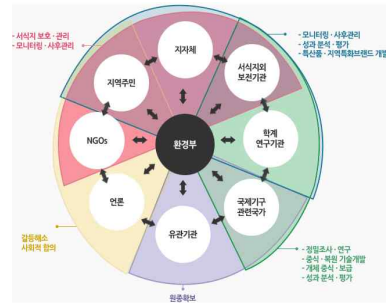 - 서식지 보호·관리
- 모니터링·사후관리
지자체
- 모니터링·사후관리
- 성과 분석·평가
- 특산품·지역특화브랜드 개발
지역주민
서식지외
보전기관
NGOs
환경부
학계
연구기관
언론
국제기구
관련국가
유관기관
갈등해소
사회적 합의
- 정밀조사·연구
- 증식·복원 기술개발
- 개체 증식·보급
- 성과 분석·평가
원종확보